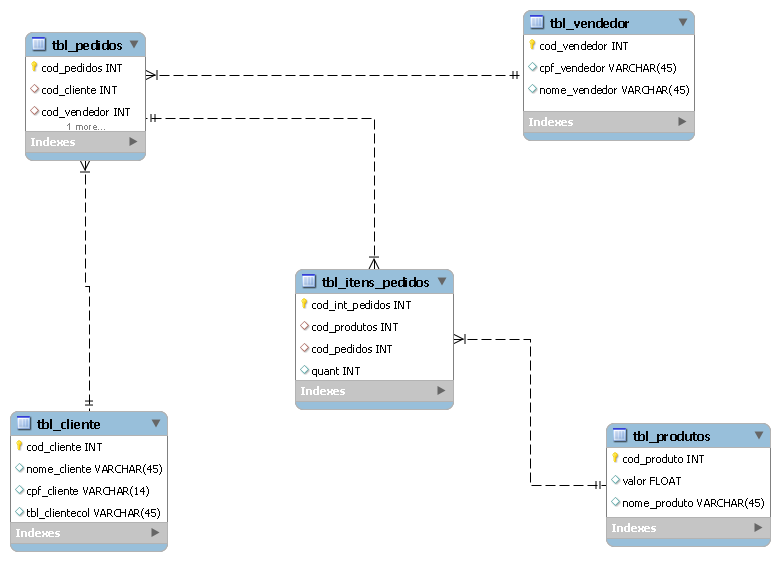 tbl_pedidos
cod_pedidos INT
cod_cliente INT
cod_vendedor INT
1 more...
Indexes
tbl_vendedor
cod_vendedor INT
cpf_vendedor VARCHAR(45)
nome_vendedor VARCHAR(45)
Indexes
tbl_itens_pedidos
cod_int_pedidos INT
cod_produtos INT
cod_pedidos INT
quant INT
Indexes
tbl_cliente
cod_cliente INT
nome_cliente VARCHAR(45)
cpf_cliente VARCHAR(14)
tbl_clientecol VARCHAR(45)
Indexes
tbl_produtos
cod_produto INT
valor FLOAT
nome_produto VARCHAR(45)
Indexes